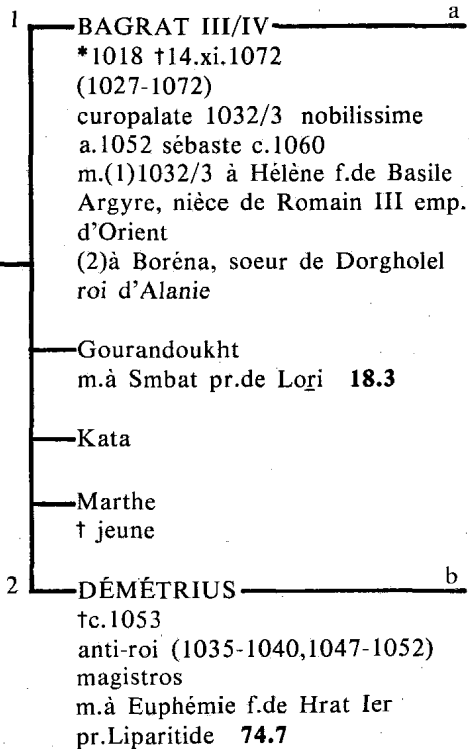 1 BAGRAT III/IV a
*1018 †14.xi.1072
(1027-1072)
curopalate 1032/3 nobilissime
a.1052 sébaste c.1060
m.(1)1032/3 à Hélène f.de Basile
Argyre, nièce de Romain III emp.
d'Orient
(2)à Boréna, soeur de Dorgholel
roi d'Alanie
Gourandoukht
m.à Smbat pr.de Loṟi 18.3
Kata
Marthe
† jeune
2 DÉMÉTRIUS b
†c.1053
anti-roi (1035-1040,1047-1052)
magistros
m.à Euphémie f.de Hrat Ier
pr.Liparitide 74.7